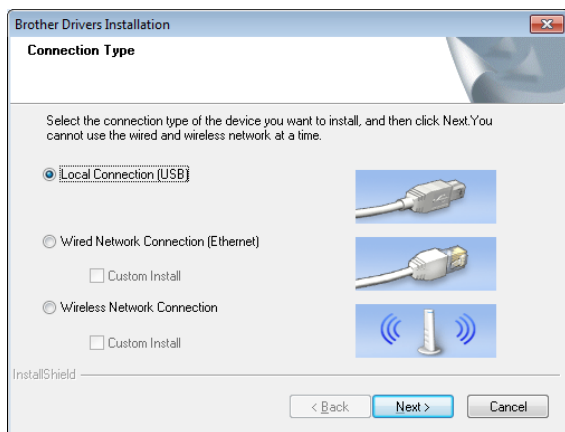 Brother Drivers Installation
Connection Type
Select the connection type of the device you want to install, and then click Next.You
cannot use the wired and wireless network at a time.
Local Connection (USB)
Wired Network Connection (Ethernet)
Custom Install
Wireless Network Connection
Custom Install
InstallShield
< Back
Next >
Cancel